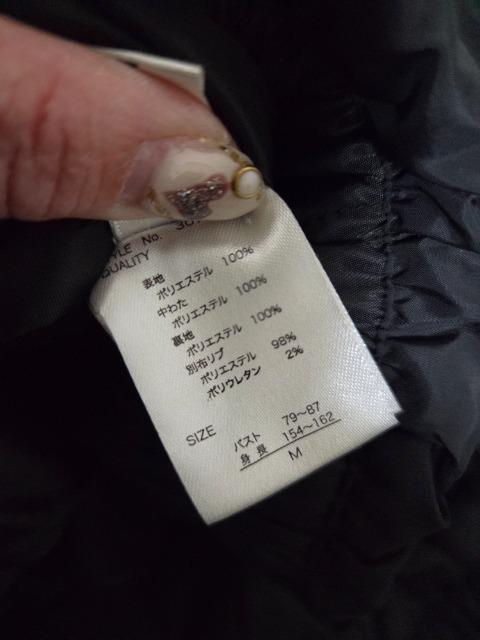 YLE No. 301
QUALITY
表地
ポリエステル 100%
中わた
ポリエステル 100%
裏地
ポリエステル 100%
別布リブ
ポリエステル 98%
ポリウレタン 2%
SIZE
バスト 79~87
身長 154~162
M